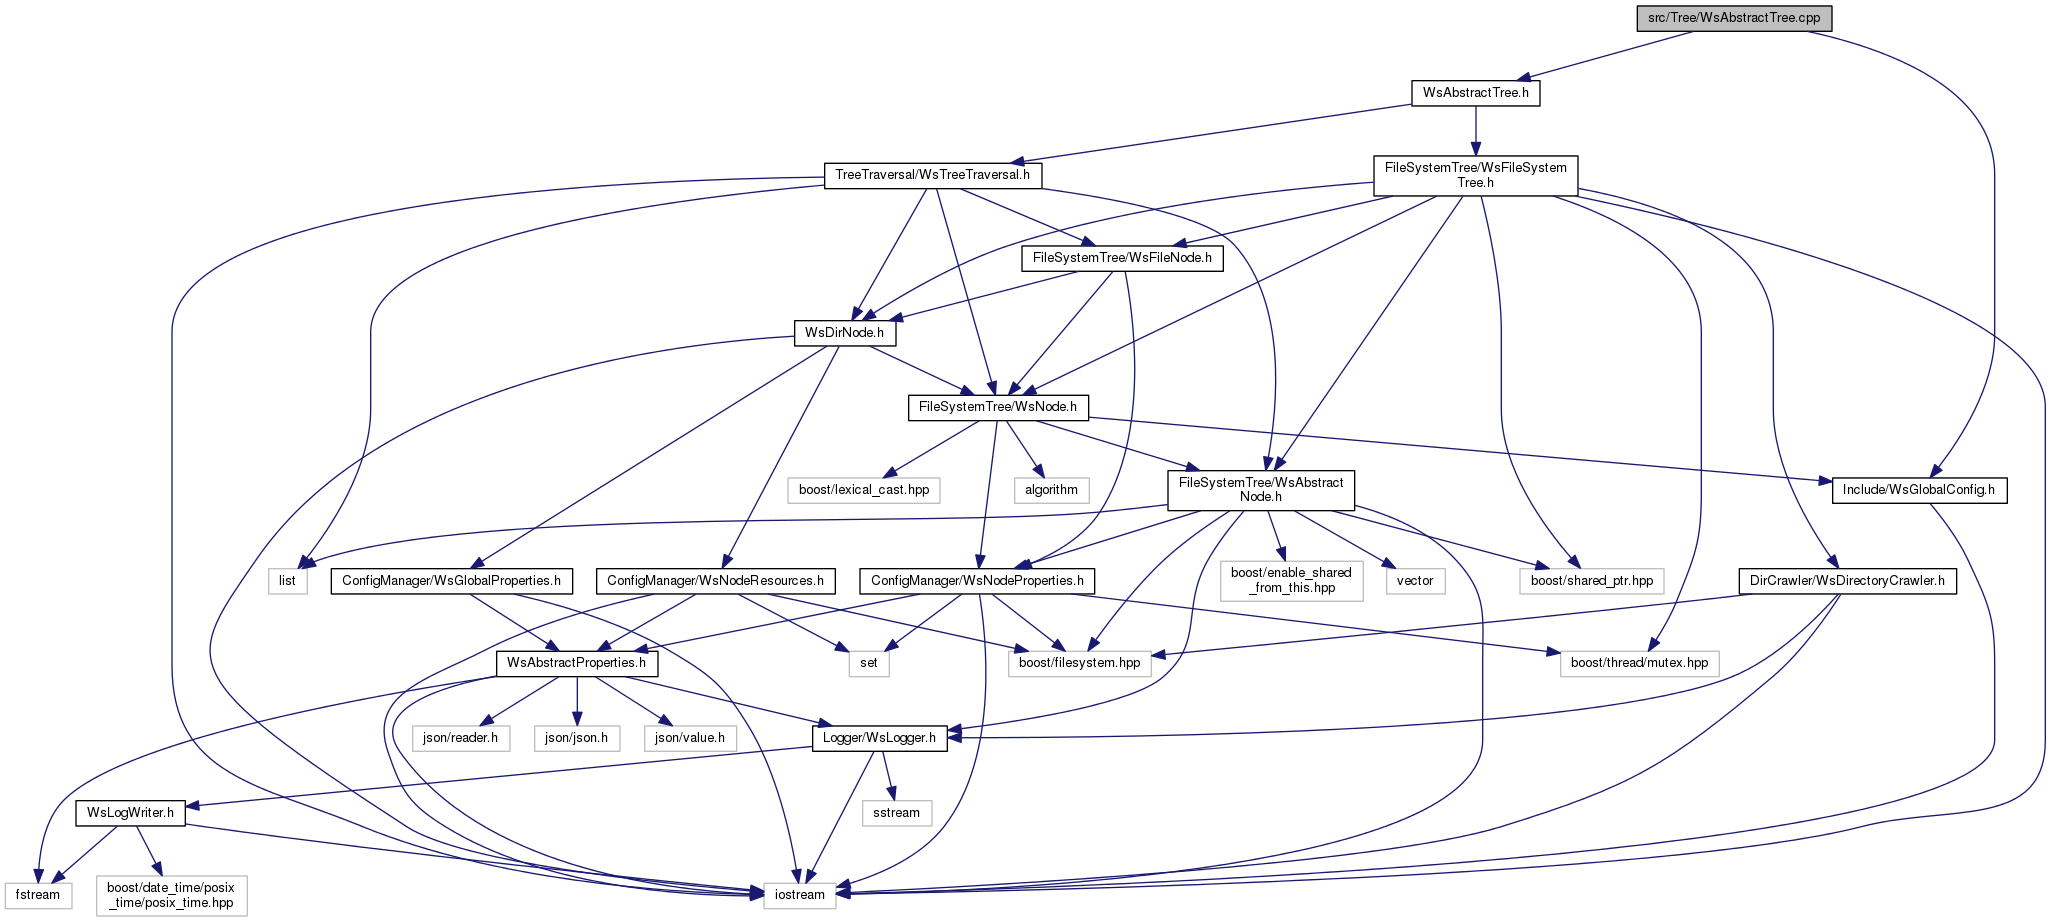 src/Tree/WsAbstractTree.cpp
WsAbstractTree.h
TreeTraversal/WsTreeTraversal.h
FileSystemTree/WsFileSystem
Tree.h
FileSystemTree/WsFileNode.h
WsDirNode.h
FileSystemTree/WsNode.h
boost/lexical_cast.hpp
algorithm
FileSystemTree/WsAbstract
Node.h
Include/WsGlobalConfig.h
list
ConfigManager/WsGlobalProperties.h
ConfigManager/WsNodeResources.h
ConfigManager/WsNodeProperties.h
boost/enable_shared
_from_this.hpp
vector
boost/shared_ptr.hpp
DirCrawler/WsDirectoryCrawler.h
WsAbstractProperties.h
set
boost/filesystem.hpp
boost/thread/mutex.hpp
json/reader.h
json/json.h
json/value.h
Logger/WsLogger.h
WsLogWriter.h
sstream
fstream
boost/date_time/posix
_time/posix_time.hpp
iostream